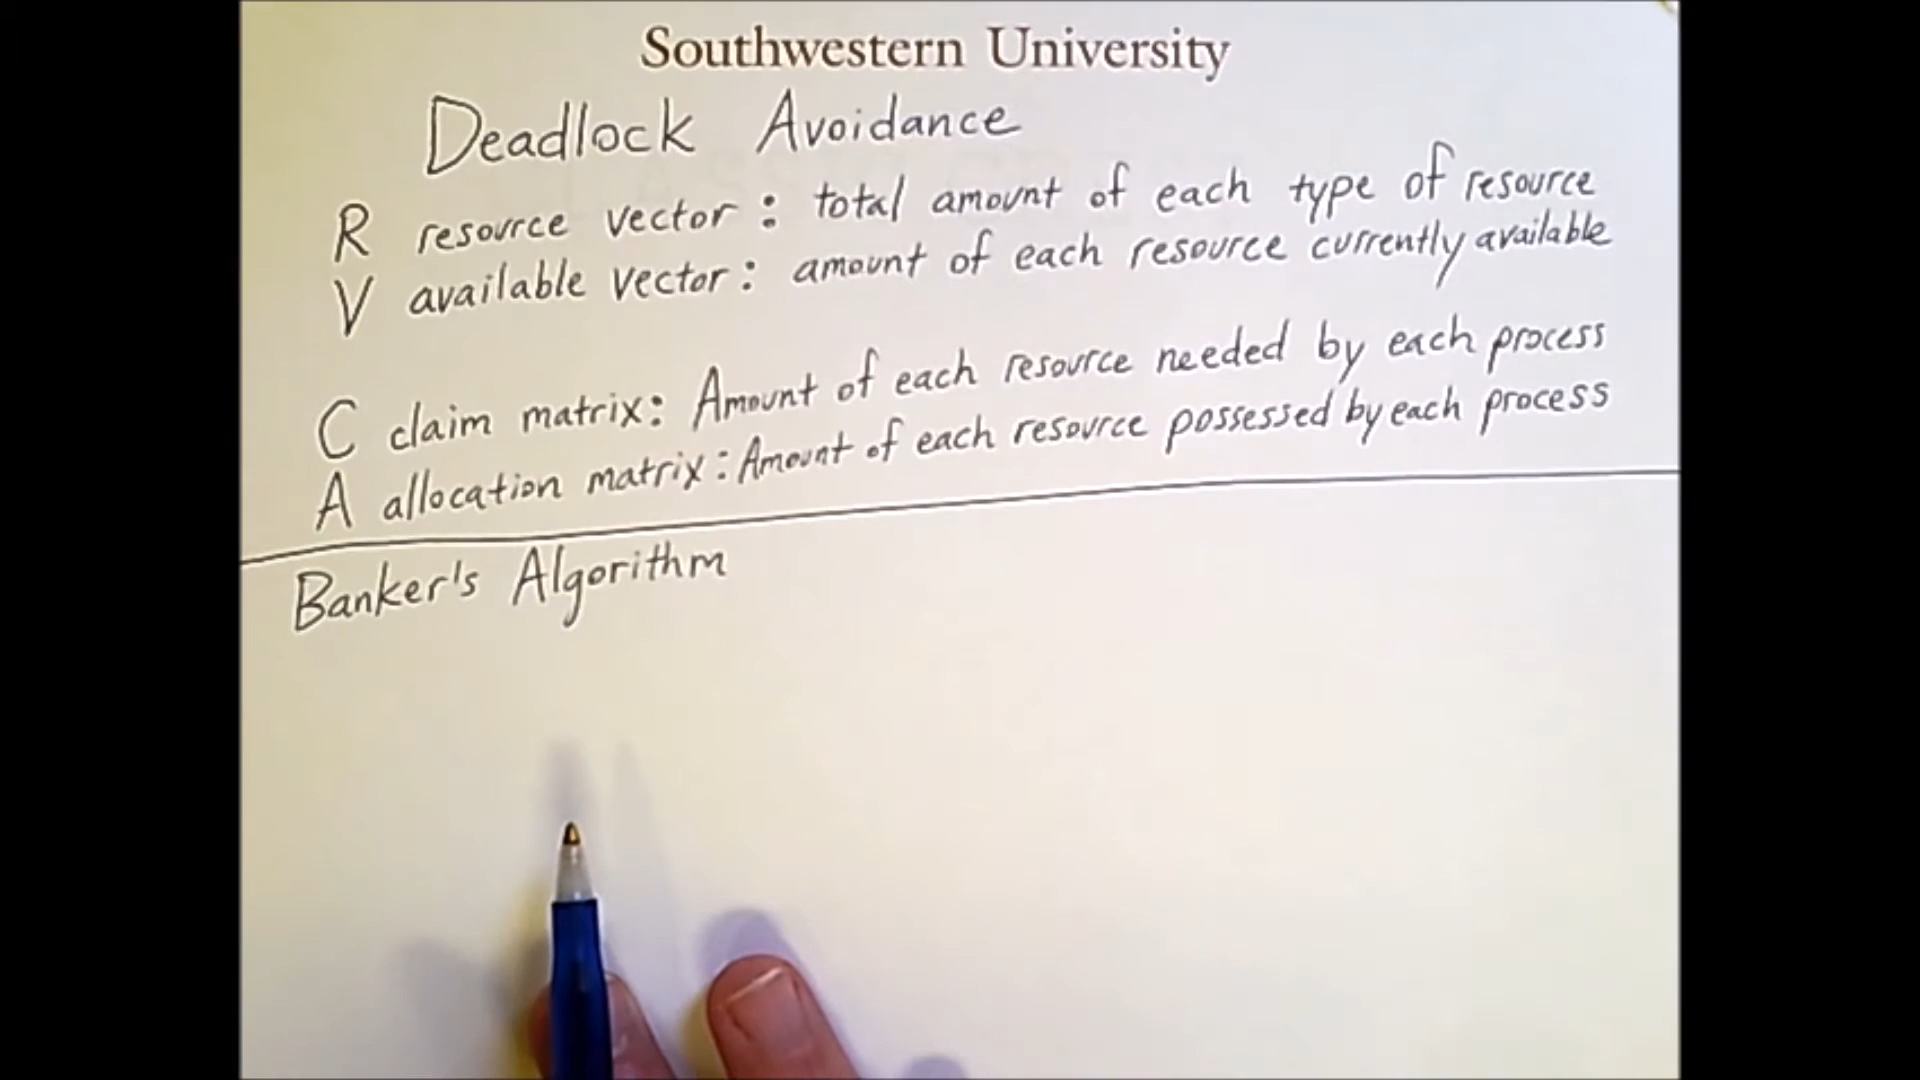 Southwestern University
Deadlock Avoidance
R resource vector: total amount of each type of resource
V available vector: amount of each resource currently available
C claim matrix: Amount of each resource needed by each process
A allocation matrix: Amount of each resource possessed by each process
Banker's Algorithm